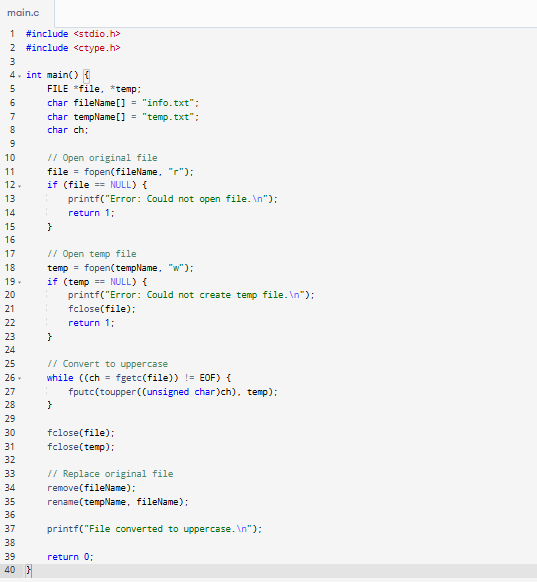 main.c
1 #include <stdio.h>
2 #include <ctype.h>
3
4 int main() {
5     FILE *file, *temp;
6     char fileName[] = "info.txt";
7     char tempName[] = "temp.txt";
8     char ch;
9
10     // Open original file
11     file = fopen(fileName, "r");
12     if (file == NULL) {
13         printf("Error: Could not open file.\n");
14         return 1;
15     }
16
17     // Open temp file
18     temp = fopen(tempName, "w");
19     if (temp == NULL) {
20         printf("Error: Could not create temp file.\n");
21         fclose(file);
22         return 1;
23     }
24
25     // Convert to uppercase
26     while ((ch = fgetc(file)) != EOF) {
27         fputc(toupper((unsigned char)ch), temp);
28     }
29
30     fclose(file);
31     fclose(temp);
32
33     // Replace original file
34     remove(fileName);
35     rename(tempName, fileName);
36
37     printf("File converted to uppercase.\n");
38
39     return 0;
40 }